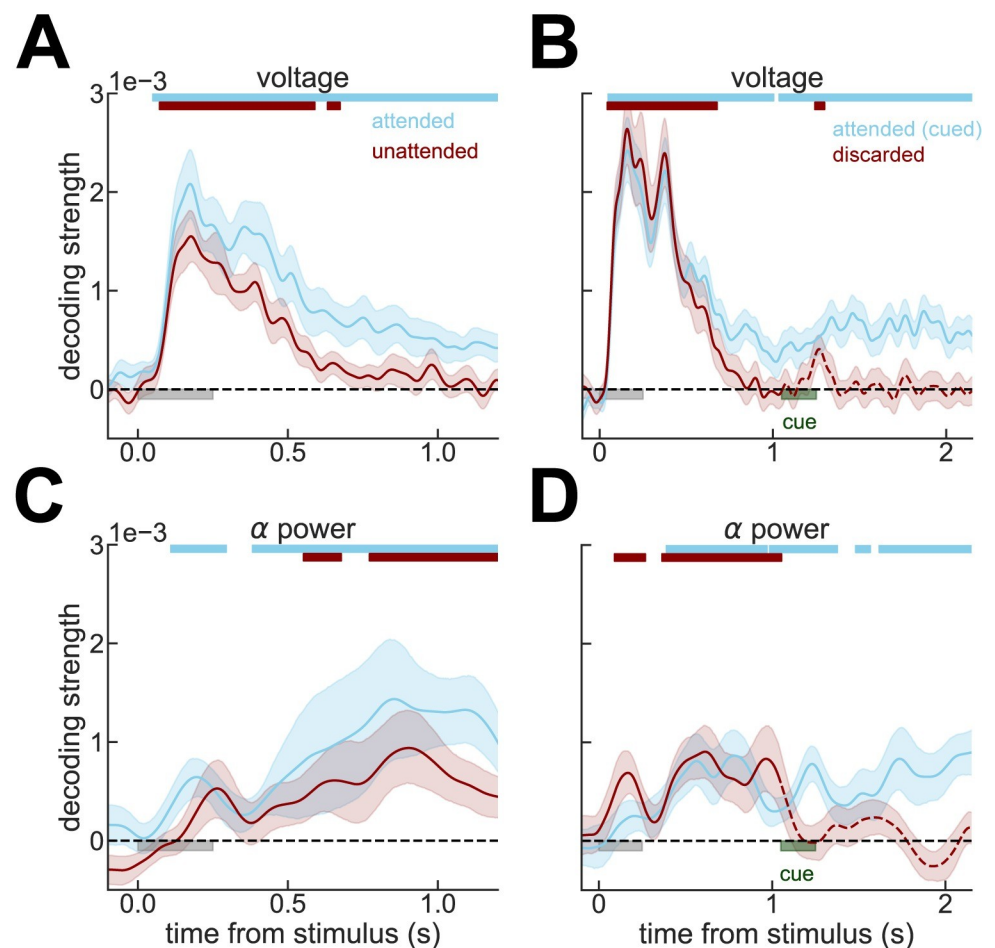 A
B
1e−3
voltage
voltage
3
attended
unattended
attended (cued)
discarded
2
1
0
decoding strength
cue
0.0
0.5
1.0
0
1
2
C
D
1e−3
α power
α power
3
2
1
0
decoding strength
cue
0.0
0.5
1.0
0
1
2
time from stimulus (s)
time from stimulus (s)